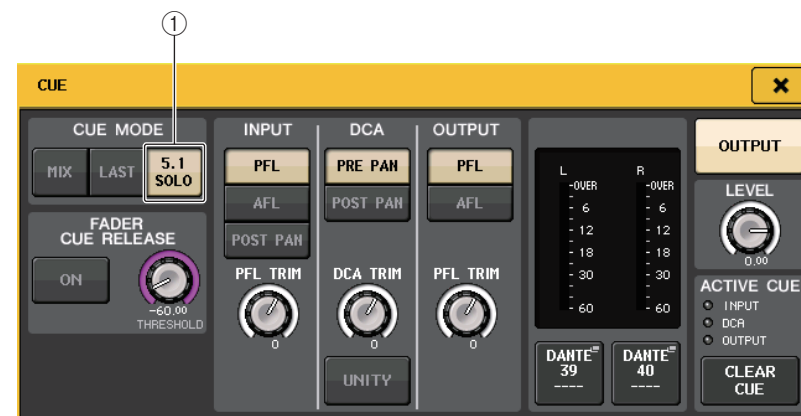 ①
CUE
CUE MODE
MIX
LAST
5.1
SOLO
FADER
CUE RELEASE
ON
-60.00
THRESHOLD
INPUT
PFL
AFL
POST PAN
PFL TRIM
0
DCA
PRE PAN
POST PAN
DCA TRIM
0
UNITY
OUTPUT
PFL
AFL
PFL TRIM
0
L R
-OVER -OVER
- 6 - 6
- 12 - 12
- 18 - 18
- 30 - 30
- 60 - 60
DANTE
39
----
DANTE
40
----
OUTPUT
LEVEL
0.00
ACTIVE CUE
INPUT
DCA
OUTPUT
CLEAR
CUE